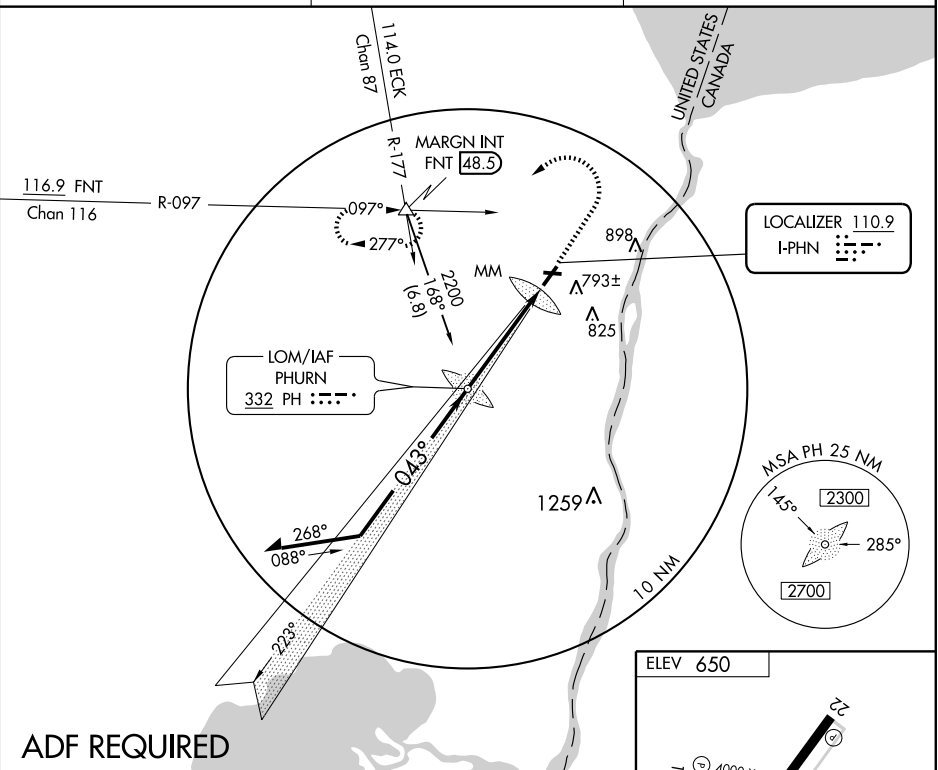 114.0 ECK
Chan 87
R-177
UNITED STATES
CANADA
MARGN INT
FNT 48.5
116.9 FNT
Chan 116
R-097
097°
277°
2200
168°
(6.8)
MM
898
793±
825
LOCALIZER 110.9
I-PHN
LOM/IAF
PHURN
332 PH
043°
268°
088°
223°
1259
10 NM
MSA PH 25 NM
145°
2300
285°
2700
ELEV 650
22
P
P 4000
ADF REQUIRED